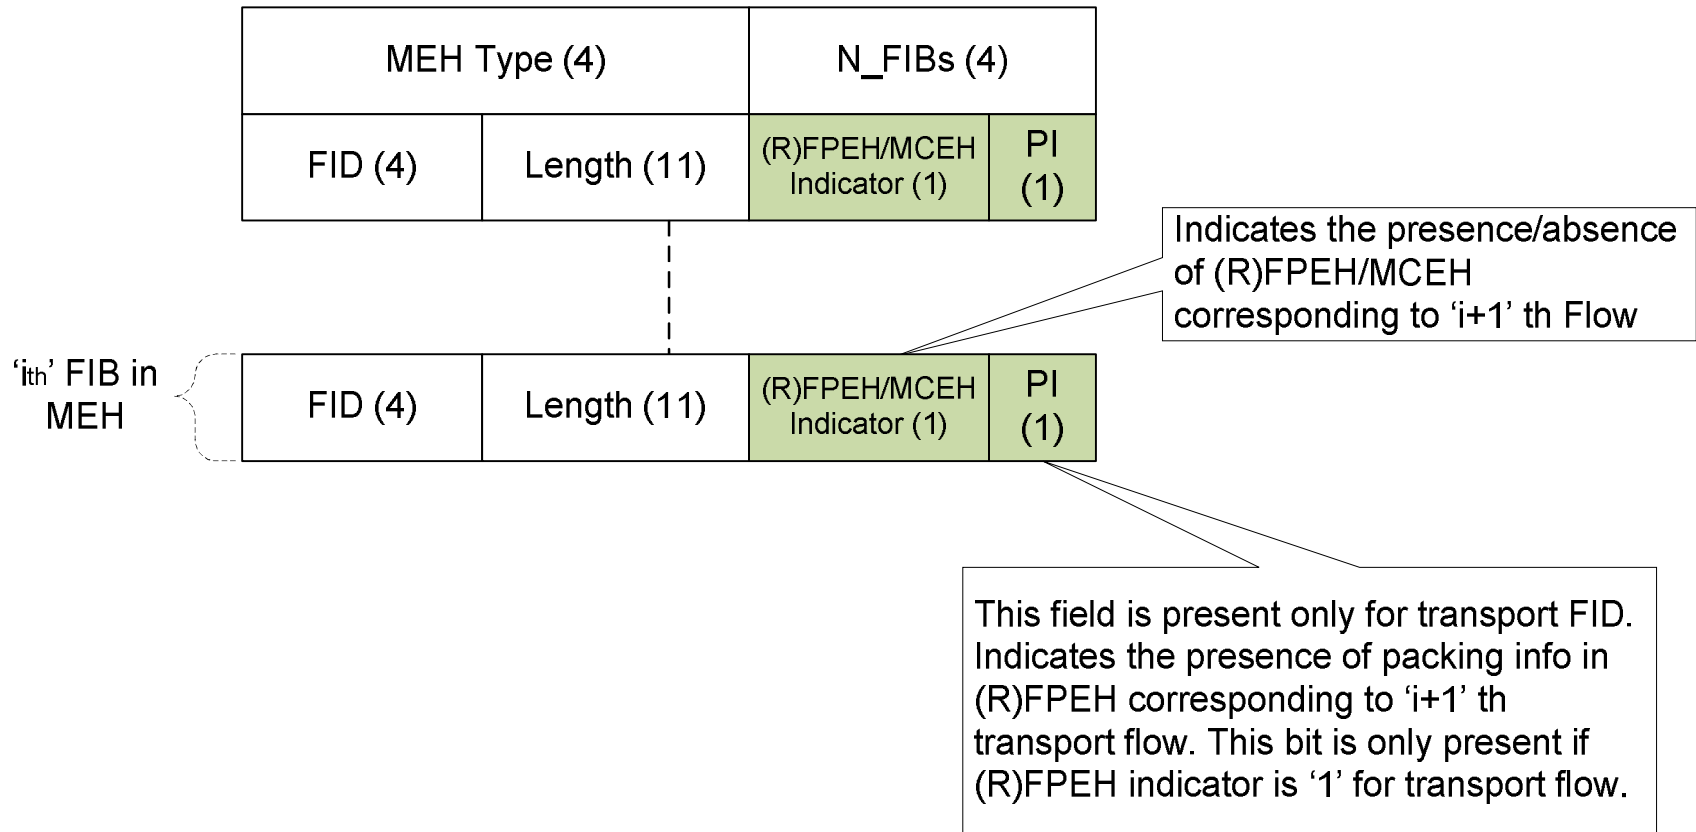 MEH Type (4) N_FIBs (4)
FID (4) Length (11) (R)FPEH/MCEH Indicator (1) PI (1)
Indicates the presence/absence
of (R)FPEH/MCEH
corresponding to ‘i+1’ th Flow
‘ith’ FIB in
MEH
FID (4) Length (11) (R)FPEH/MCEH Indicator (1) PI (1)
This field is present only for transport FID.
Indicates the presence of packing info in
(R)FPEH corresponding to ‘i+1’ th
transport flow. This bit is only present if
(R)FPEH indicator is ‘1’ for transport flow.